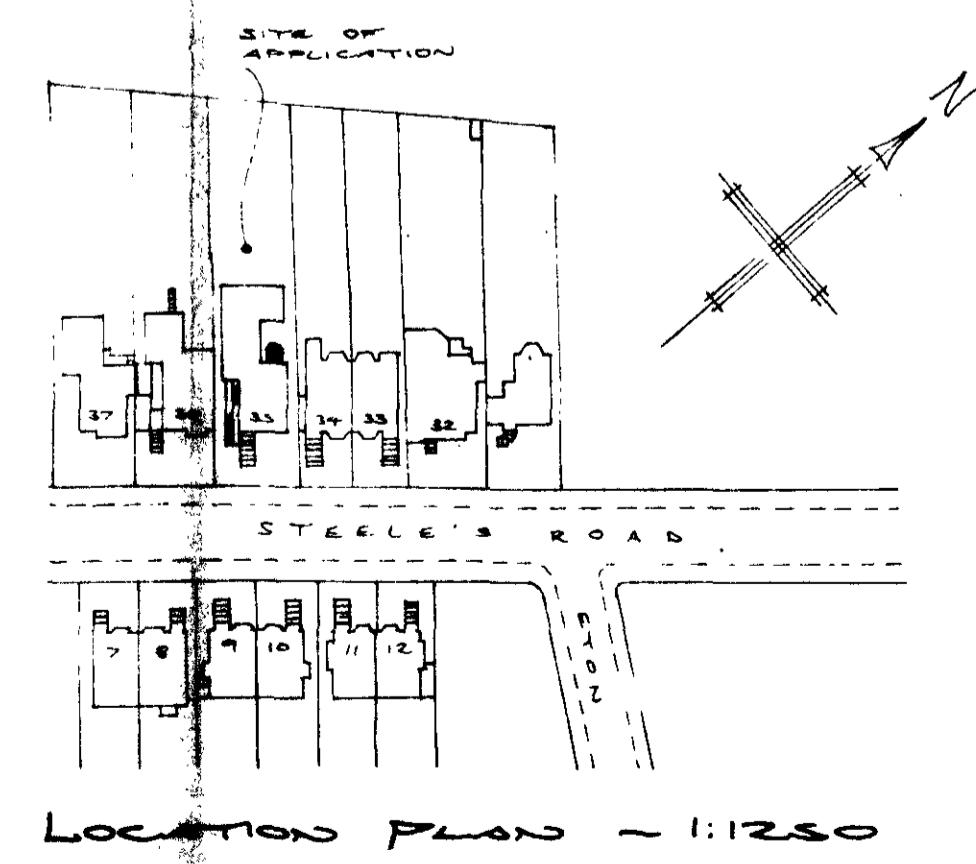 SITE OF
APPLICATION
N
37
35
34
33
32
STEELE'S ROAD
7
8
9
10
11
12
ETON
LOCATION PLAN ~ 1:1250